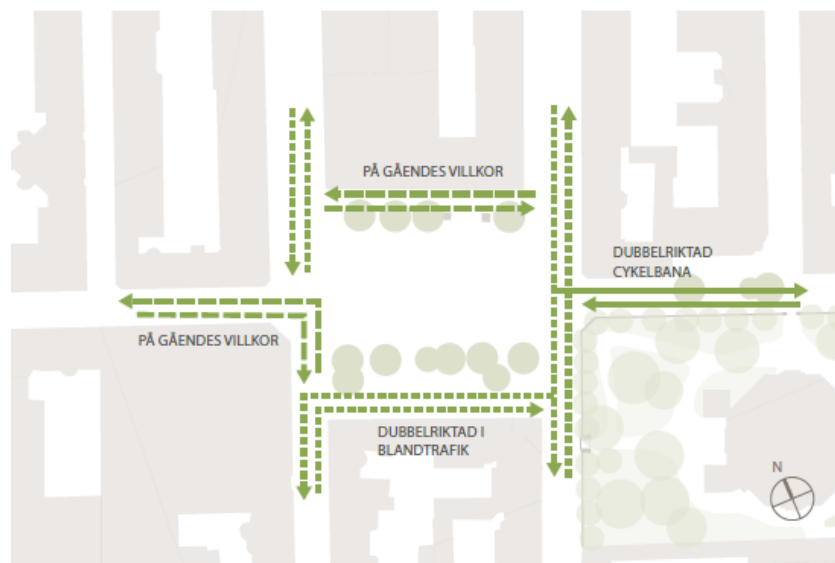 PÅ GÅENDES VILLKOR
DUBBELRIKTAD
CYKELBANA
PÅ GÅENDES VILLKOR
DUBBELRIKTAD I
BLANDTRAFIK
N